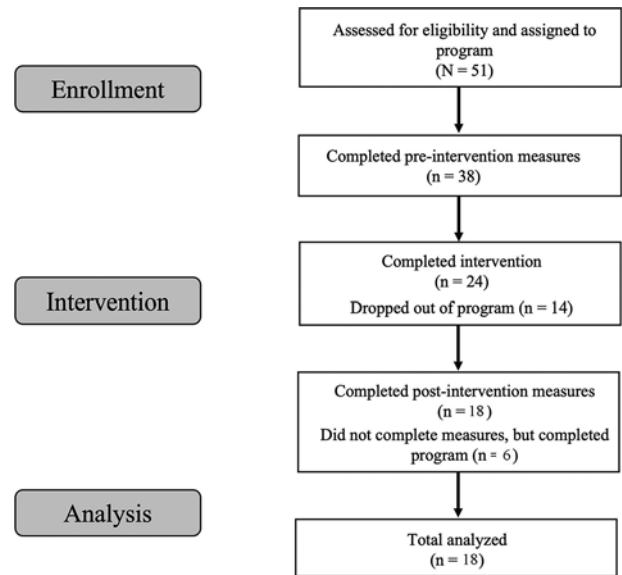 Assessed for eligibility and assigned to
program
(N = 51)
Enrollment
Completed pre-intervention measures
(n = 38)
Completed intervention
(n = 24)
Dropped out of program (n = 14)
Intervention
Completed post-intervention measures
(n = 18)
Did not complete measures, but completed
program (n = 6)
Analysis
Total analyzed
(n = 18)